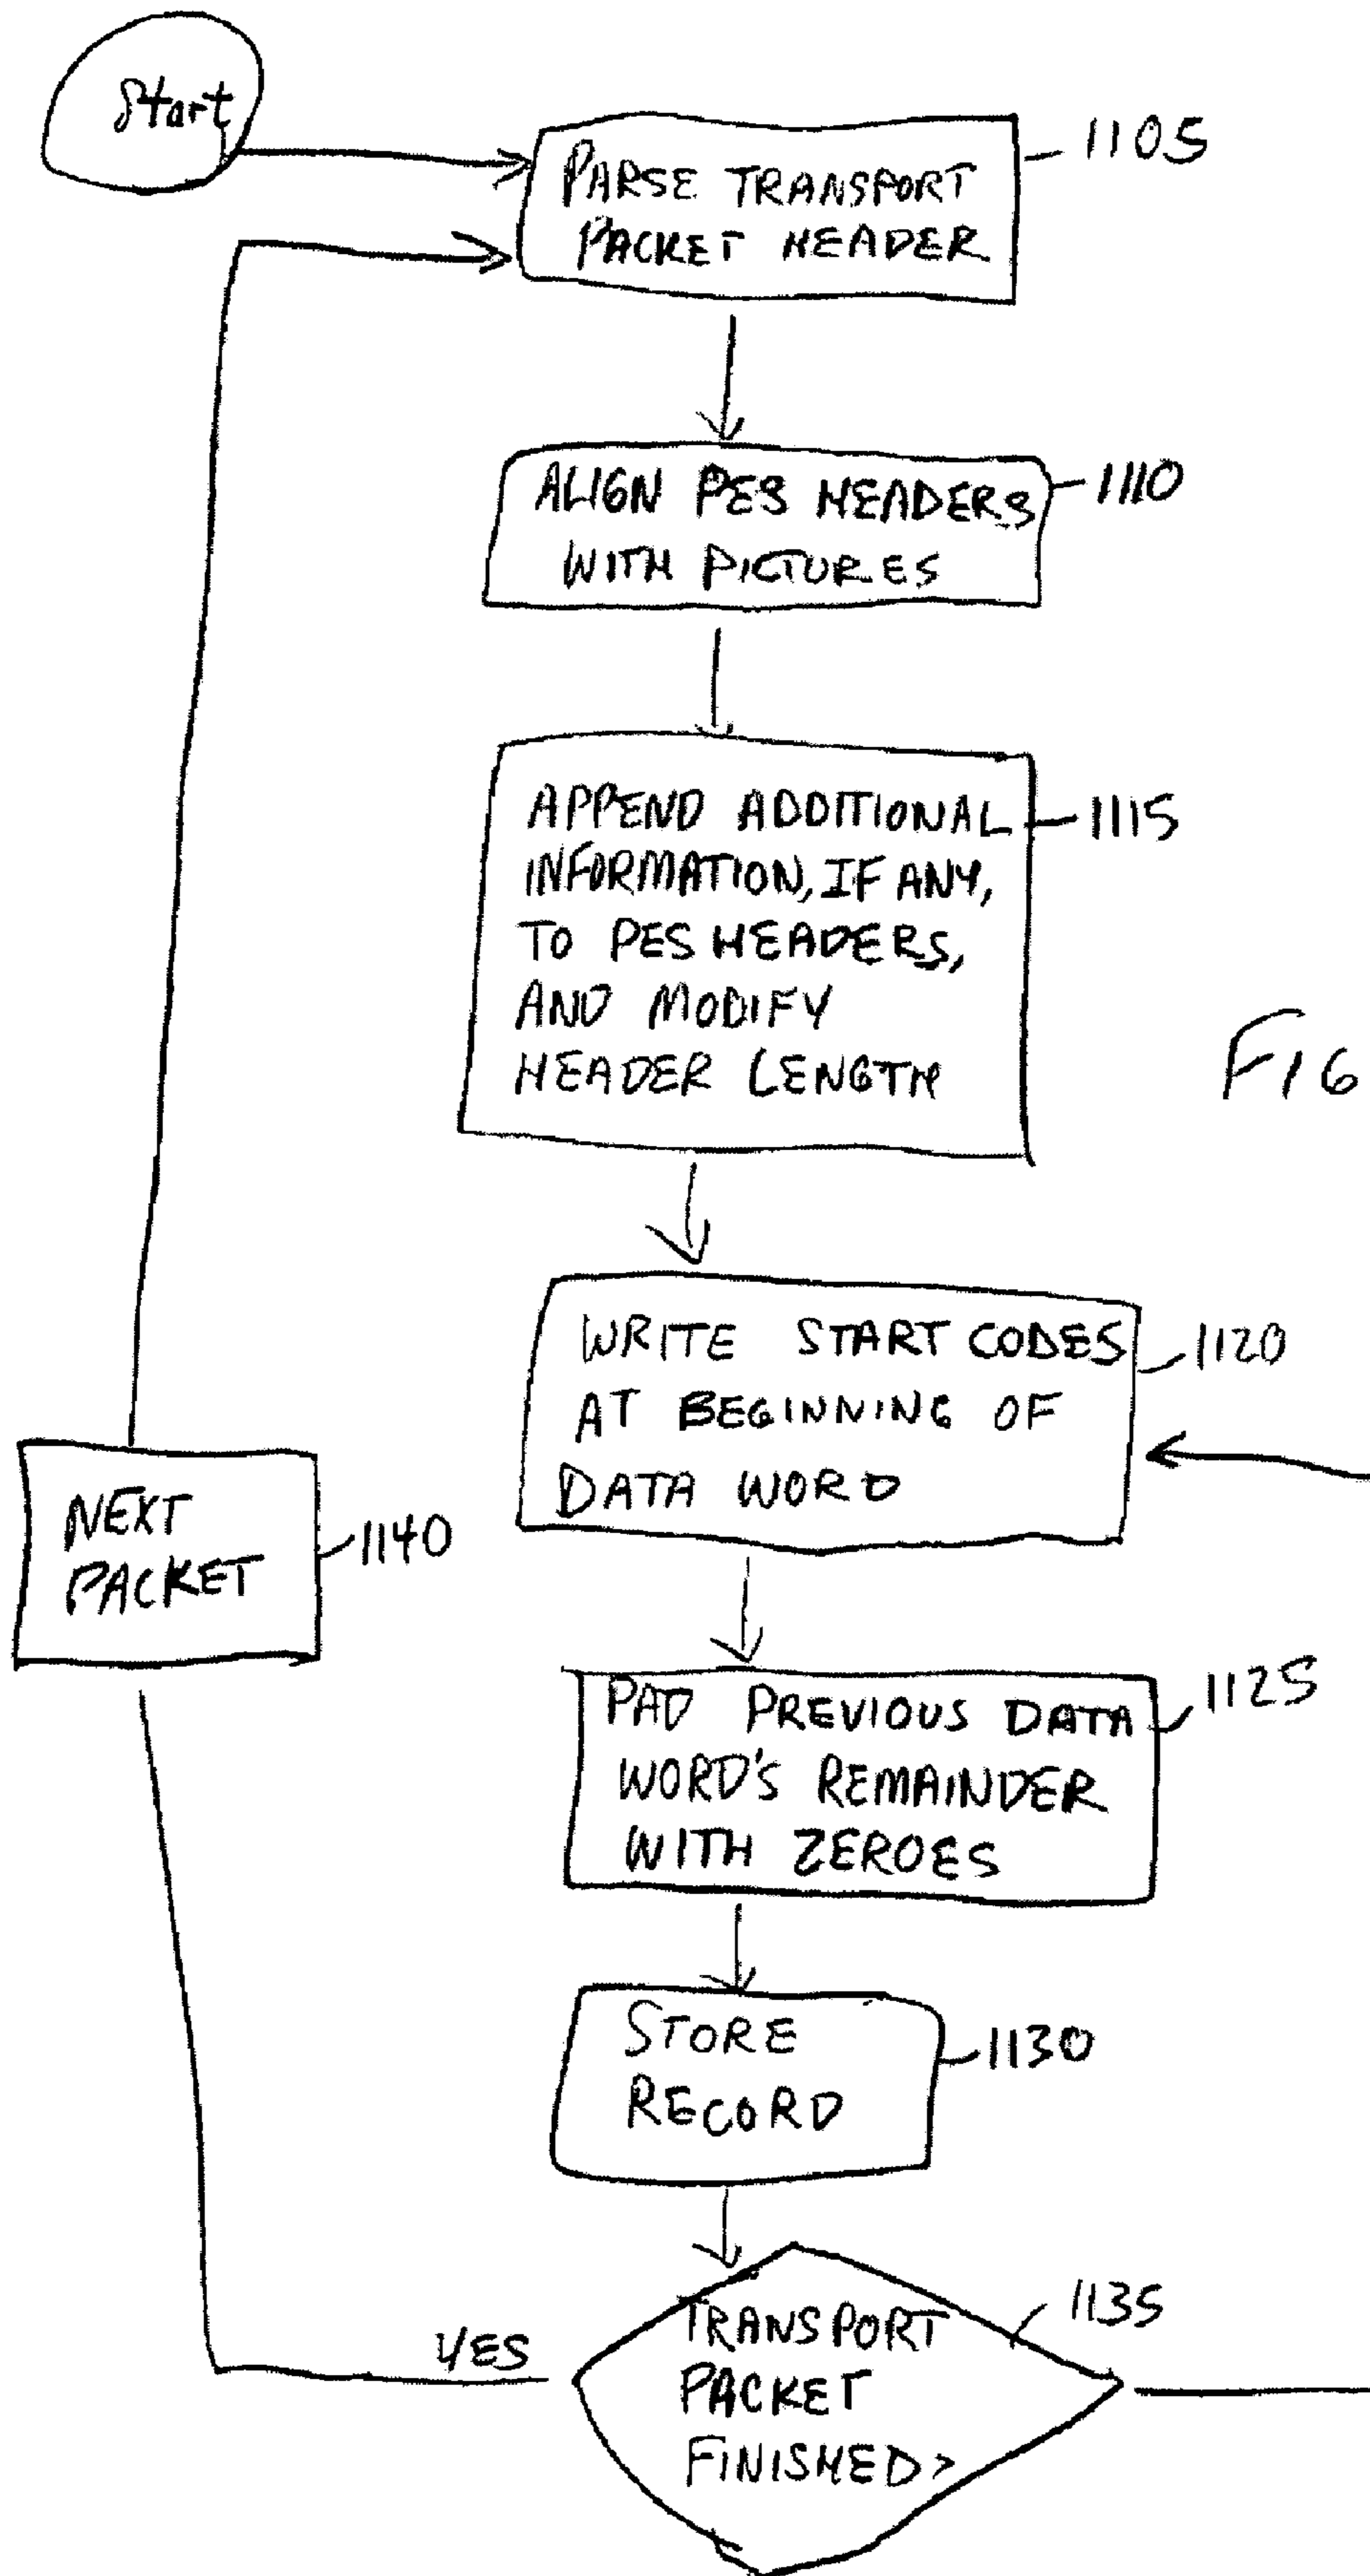 Start
PARSE TRANSPORT
PACKET HEADER
1105
ALIGN PES HEADERS
WITH PICTURES
1110
APPEND ADDITIONAL
INFORMATION, IF ANY,
TO PES HEADERS,
AND MODIFY
HEADER LENGTH
1115
FIG
WRITE START CODES
AT BEGINNING OF
DATA WORD
1120
NEXT
PACKET
1140
PAD PREVIOUS DATA
WORD'S REMAINDER
WITH ZEROES
1125
STORE
RECORD
1130
TRANSPORT
PACKET
FINISHED?
1135
YES